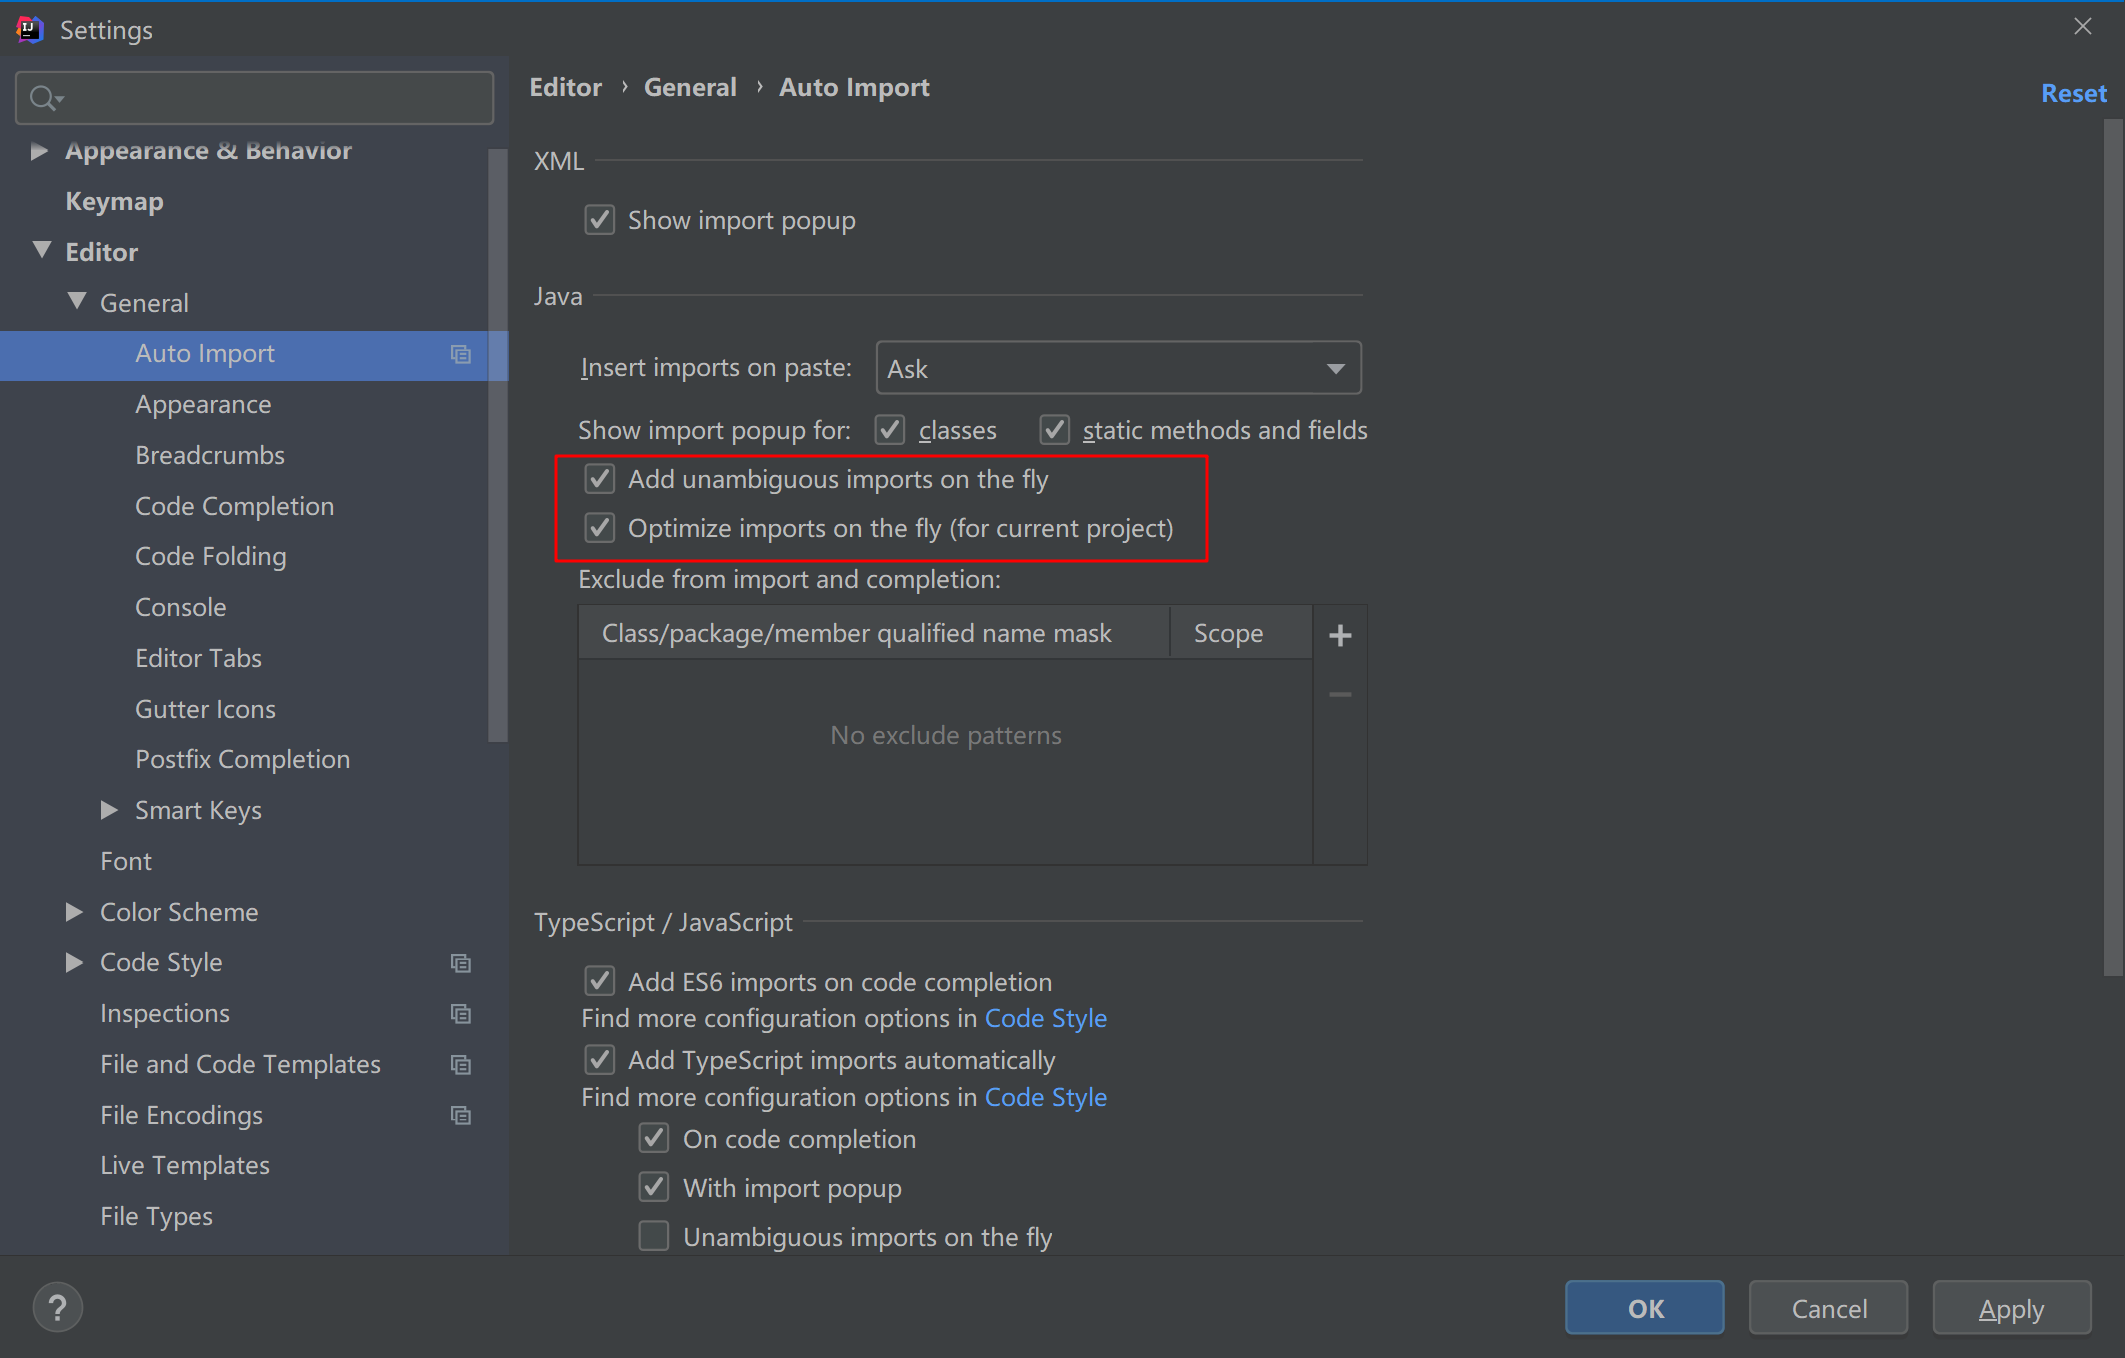 Settings
Appearance & Behavior
Keymap
Editor
General
Auto Import
Appearance
Breadcrumbs
Code Completion
Code Folding
Console
Editor Tabs
Gutter Icons
Postfix Completion
Smart Keys
Font
Color Scheme
Code Style
Inspections
File and Code Templates
File Encodings
Live Templates
File Types
Editor › General › Auto Import
Reset
XML
Show import popup
Java
Insert imports on paste: Ask
Show import popup for: classes static methods and fields
Add unambiguous imports on the fly
Optimize imports on the fly (for current project)
Exclude from import and completion:
Class/package/member qualified name mask Scope
No exclude patterns
TypeScript / JavaScript
Add ES6 imports on code completion
Find more configuration options in Code Style
Add TypeScript imports automatically
Find more configuration options in Code Style
On code completion
With import popup
Unambiguous imports on the fly
? OK Cancel Apply